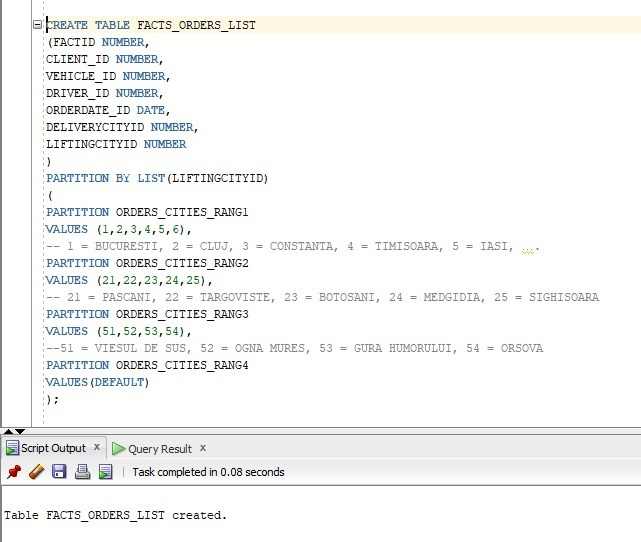 CREATE TABLE FACTS_ORDERS_LIST
(FACTID NUMBER,
CLIENT_ID NUMBER,
VEHICLE_ID NUMBER,
DRIVER_ID NUMBER,
ORDERDATE_ID DATE,
DELIVERYCITYID NUMBER,
LIFTINGCITYID NUMBER
)
PARTITION BY LIST(LIFTINGCITYID)
(
PARTITION ORDERS_CITIES_RANG1
VALUES (1,2,3,4,5,6),
-- 1 = BUCURESTI, 2 = CLUJ, 3 = CONSTANTA, 4 = TIMISOARA, 5 = IASI, ….
PARTITION ORDERS_CITIES_RANG2
VALUES (21,22,23,24,25),
-- 21 = PASCANI, 22 = TARGOVISTE, 23 = BOTOSANI, 24 = MEDGIDIA, 25 = SIGHISOARA
PARTITION ORDERS_CITIES_RANG3
VALUES (51,52,53,54),
--51 = VIESUL DE SUS, 52 = OGNA MURES, 53 = GURA HUMORULUI, 54 = ORSOVA
PARTITION ORDERS_CITIES_RANG4
VALUES(DEFAULT)
);
Script Output x Query Result x
Task completed in 0.08 seconds
Table FACTS_ORDERS_LIST created.